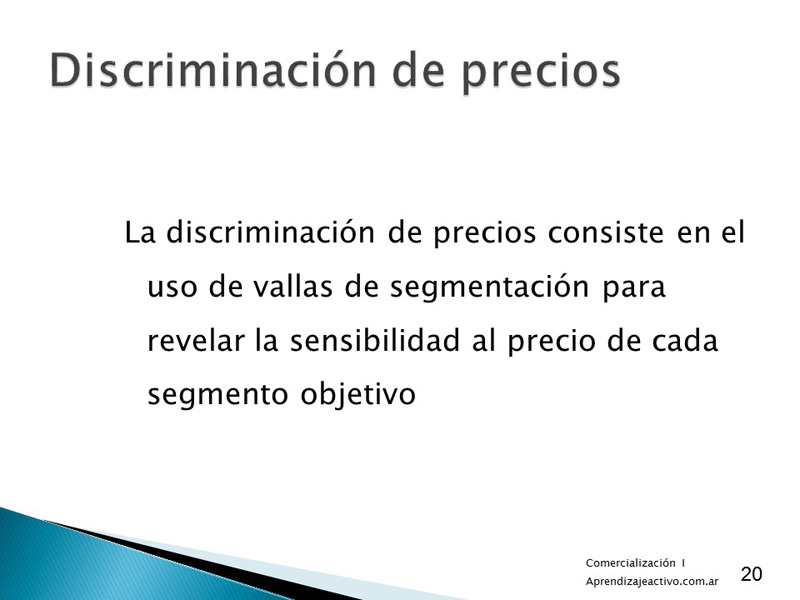 Discriminación de precios
La discriminación de precios consiste en el
uso de vallas de segmentación para
revelar la sensibilidad al precio de cada
segmento objetivo
Comercialización I
Aprendizajeactivo.com.ar
20